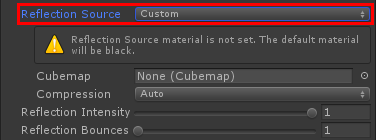 Reflection Source Custom
Reflection Source material is not set. The default material
will be black.
Cubemap None (Cubemap)
Compression Auto
Reflection Intensity 1
Reflection Bounces 1